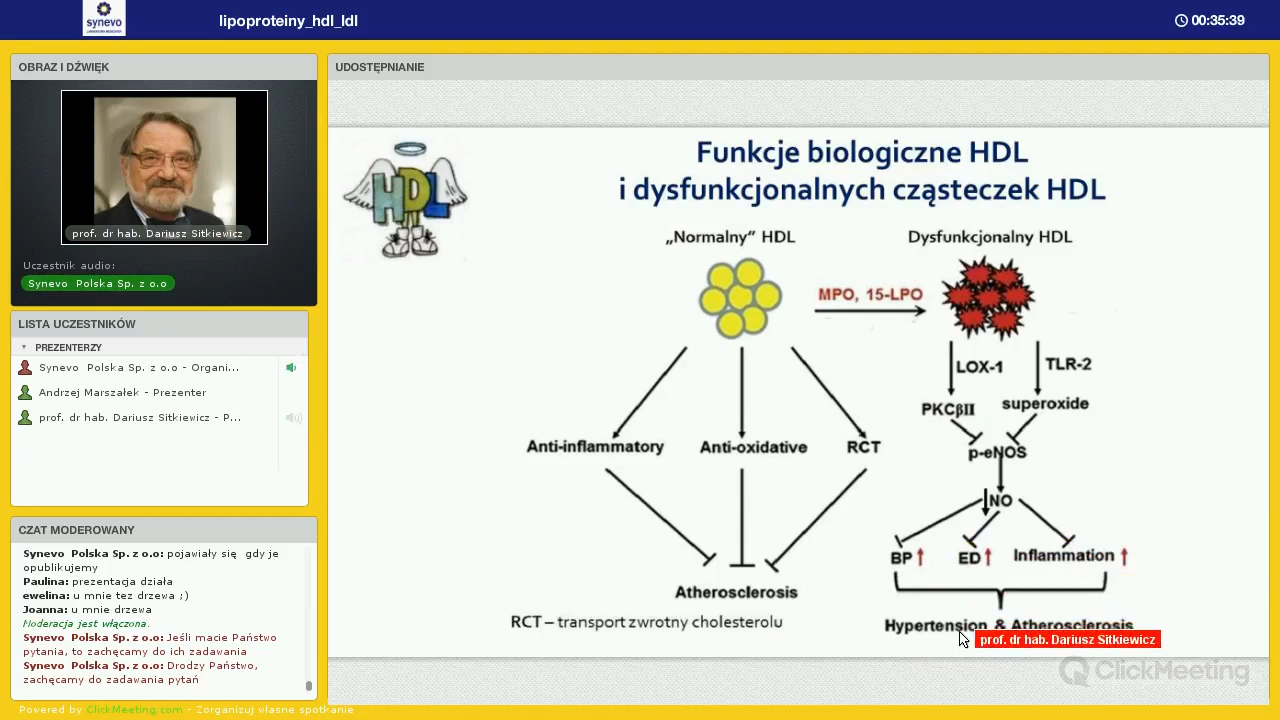 synevo
lipoproteiny_hdl_ldl
00:35:39
OBRAZ I DŹWIĘK
prof. dr hab. Dariusz Sitkiewicz
Uczestnik audio:
Synevo Polska Sp. z o.o
LISTA UCZESTNIKÓW
PREZENTERZY
Synevo Polska Sp. z o.o - Organi...
Andrzej Marszałek - Prezenter
prof. dr hab. Dariusz Sitkiewicz - P...
CZAT MODEROWANY
Synevo Polska Sp. z o.o: pojawiały się gdy je
opublikujemy
Paulina: prezentacja działa
ewelina: u mnie tez drzewa ;)
Joanna: u mnie drzewa
Moderacja jest włączona.
Synevo Polska Sp. z o.o: Jeśli macie Państwo
pytania, to zachęcamy do ich zadawania
Synevo Polska Sp. z o.o: Drodzy Państwo,
zachęcamy do zadawania pytań
Powered by ClickMeeting.com - Zorganizuj własne spotkanie
UDOSTĘPNIANIE
HDL
Funkcje biologiczne HDL
i dysfunkcjonalnych cząsteczek HDL
„Normalny” HDL
Dysfunkcjonalny HDL
MPO, 15-LPO
LOX-1
TLR-2
PKCβII
superoxide
Anti-inflammatory
Anti-oxidative
RCT
p-eNOS
NO
BP
ED
Inflammation
Atherosclerosis
RCT – transport zwrotny cholesterolu
Hypertension & Atherosclerosis
prof. dr hab. Dariusz Sitkiewicz
ClickMeeting